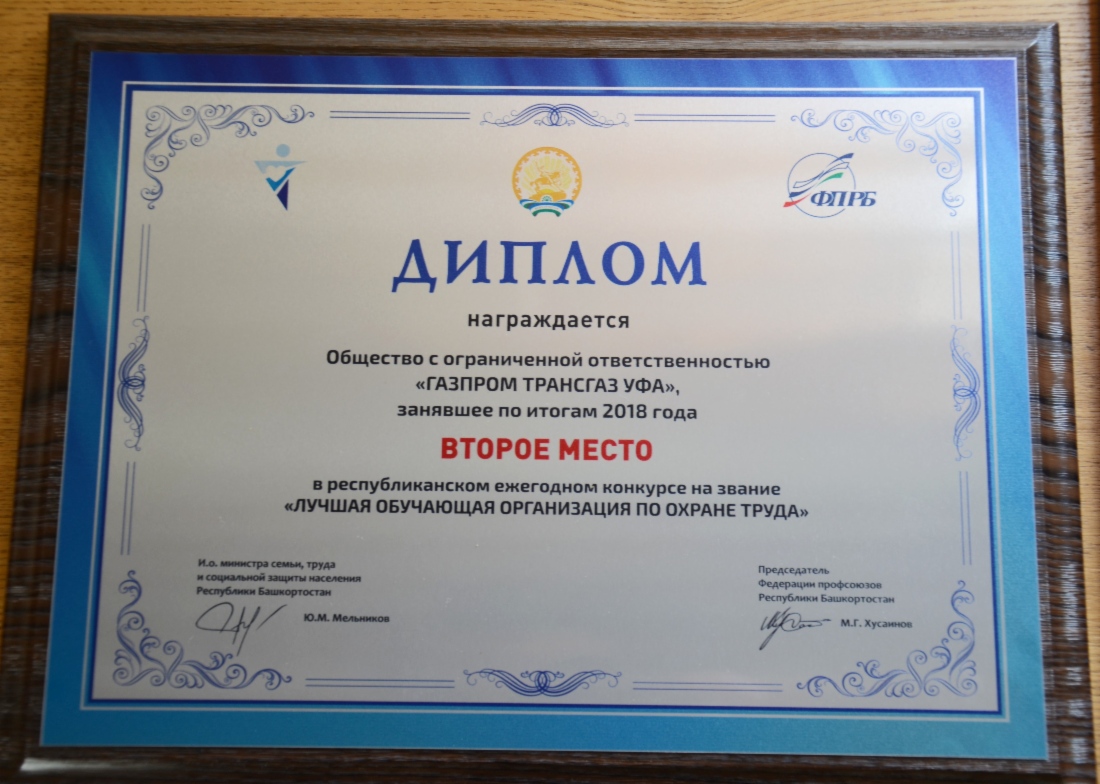 ФПРБ
ДИПЛОМ
награждается
Общество с ограниченной ответственностью
«ГАЗПРОМ ТРАНСГАЗ УФА»,
занявшее по итогам 2018 года
ВТОРОЕ МЕСТО
в республиканском ежегодном конкурсе на звание
«ЛУЧШАЯ ОБУЧАЮЩАЯ ОРГАНИЗАЦИЯ ПО ОХРАНЕ ТРУДА»
И.о. министра семьи, труда
и социальной защиты населения
Республики Башкортостан
Ю.М. Мельников
Председатель
Федерации профсоюзов
Республики Башкортостан
М.Г. Хусаинов